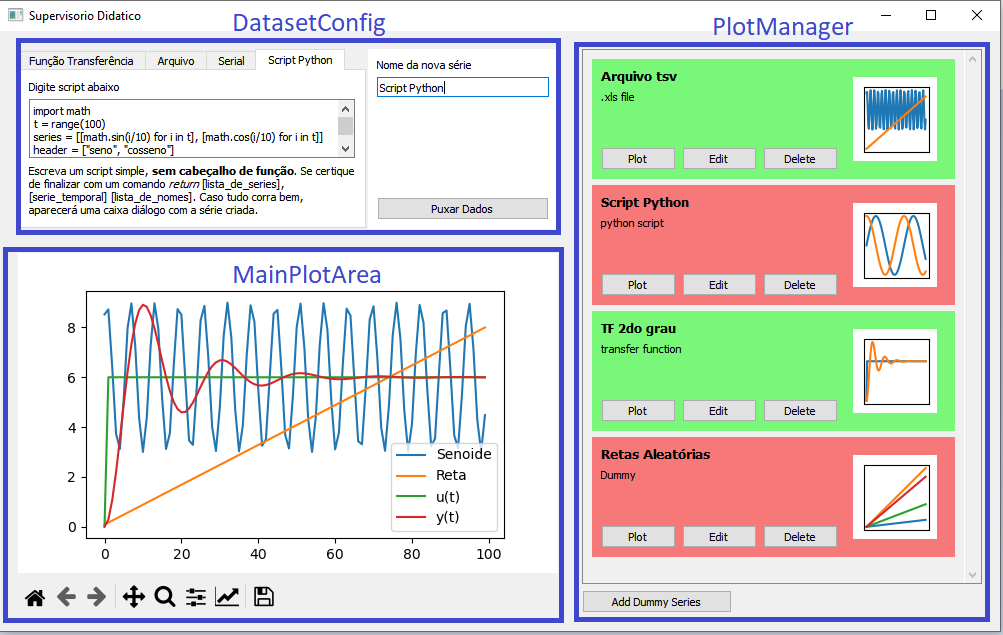 Supervisorio Didatico
DatasetConfig
PlotManager
Função Transferência
Arquivo
Serial
Script Python
Digite script abaixo
import math
t = range(100)
series = [[math.sin(i/10) for i in t], [math.cos(i/10) for i in t]]
header = ["seno", "cosseno"]
Escreva um script simple, sem cabeçalho de função. Se certique
de finalizar com um comando return [lista_de_series],
[serie_temporal] [lista_de_nomes]. Caso tudo corra bem,
aparecerá uma caixa diálogo com a série criada.
Nome da nova série
Script Python
Puxar Dados
MainPlotArea
8
6
4
2
0
0 20 40 60 80 100
Senoide
Reta
u(t)
y(t)
Arquivo tsv
.xls file
Plot Edit Delete
Script Python
python script
Plot Edit Delete
TF 2do grau
transfer function
Plot Edit Delete
Retas Aleatórias
Dummy
Plot Edit Delete
Add Dummy Series